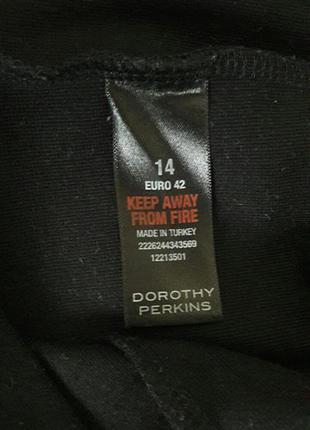 14
EURO 42
KEEP AWAY
FROM FIRE
MADE IN TURKEY
2226244343569
12213501
DOROTHY
PERKINS